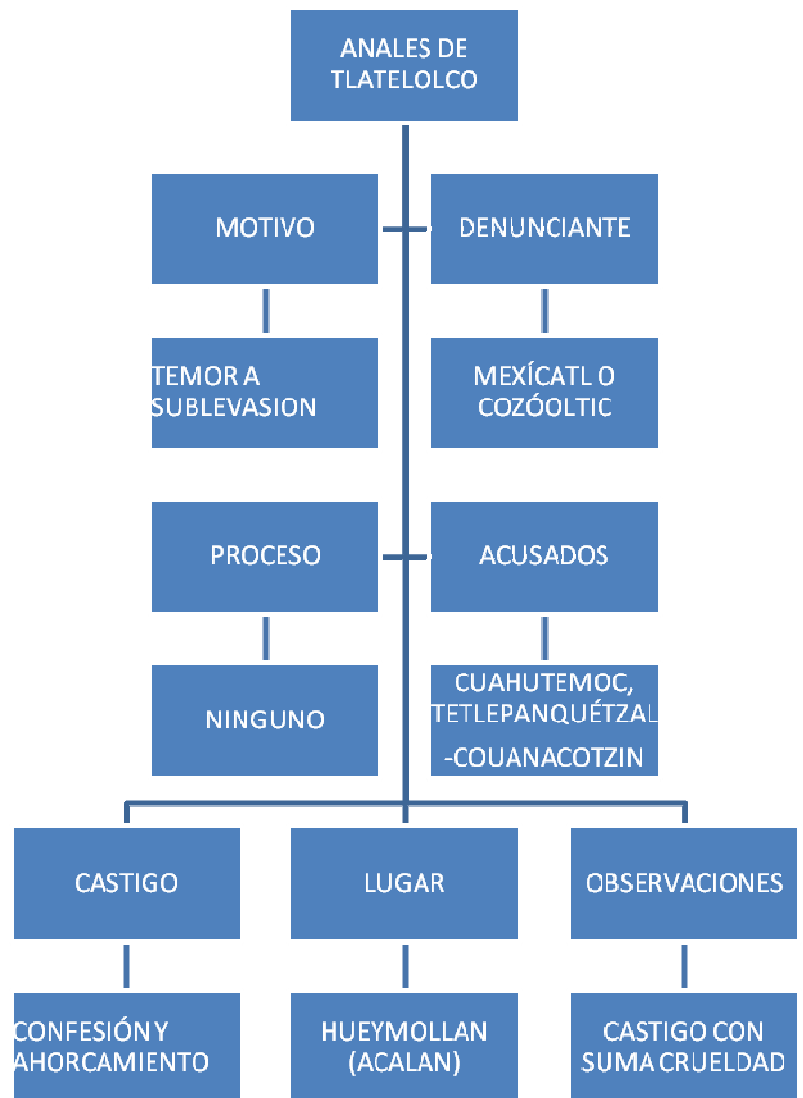 ANALES DE
TLATELOLCO
MOTIVO
DENUNCIANTE
TEMOR A
SUBLEVASION
MEXÍCATL O
COZÓOLTIC
PROCESO
ACUSADOS
NINGUNO
CUAHUTEMOC,
TETLEPANQUÉTZAL
-COUANACOTZIN
CASTIGO
LUGAR
OBSERVACIONES
CONFESIÓN Y
AHORCAMIENTO
HUEYMOLLAN
(ACALAN)
CASTIGO CON
SUMA CRUELDAD